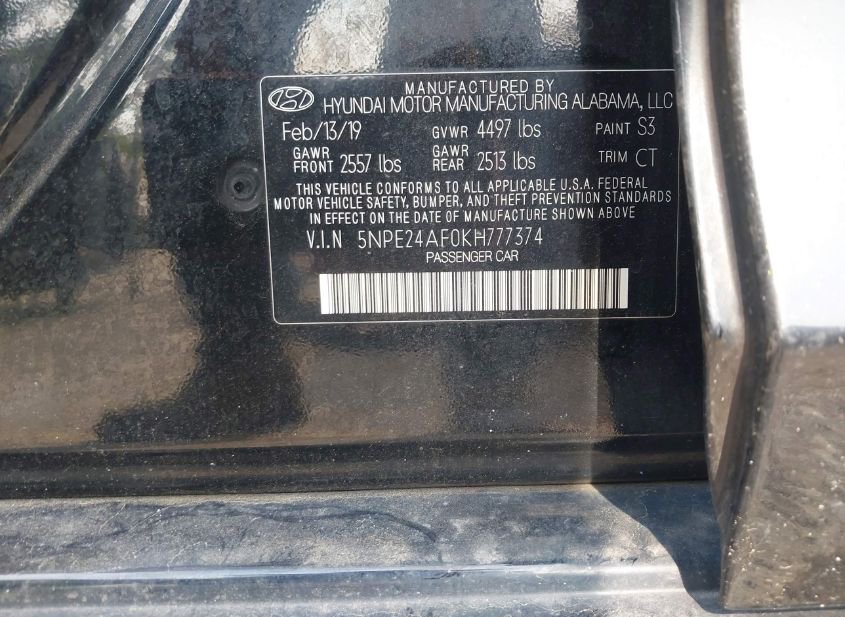 MANUFACTURED BY
HYUNDAI MOTOR MANUFACTURING ALABAMA, LLC
Feb/13/19 GVWR 4497 lbs PAINT S3
GAWR FRONT 2557 lbs GAWR REAR 2513 lbs TRIM CT
THIS VEHICLE CONFORMS TO ALL APPLICABLE U.S.A. FEDERAL
MOTOR VEHICLE SAFETY, BUMPER, AND THEFT PREVENTION STANDARDS
IN EFFECT ON THE DATE OF MANUFACTURE SHOWN ABOVE
V.I.N 5NPE24AF0KH777374
PASSENGER CAR